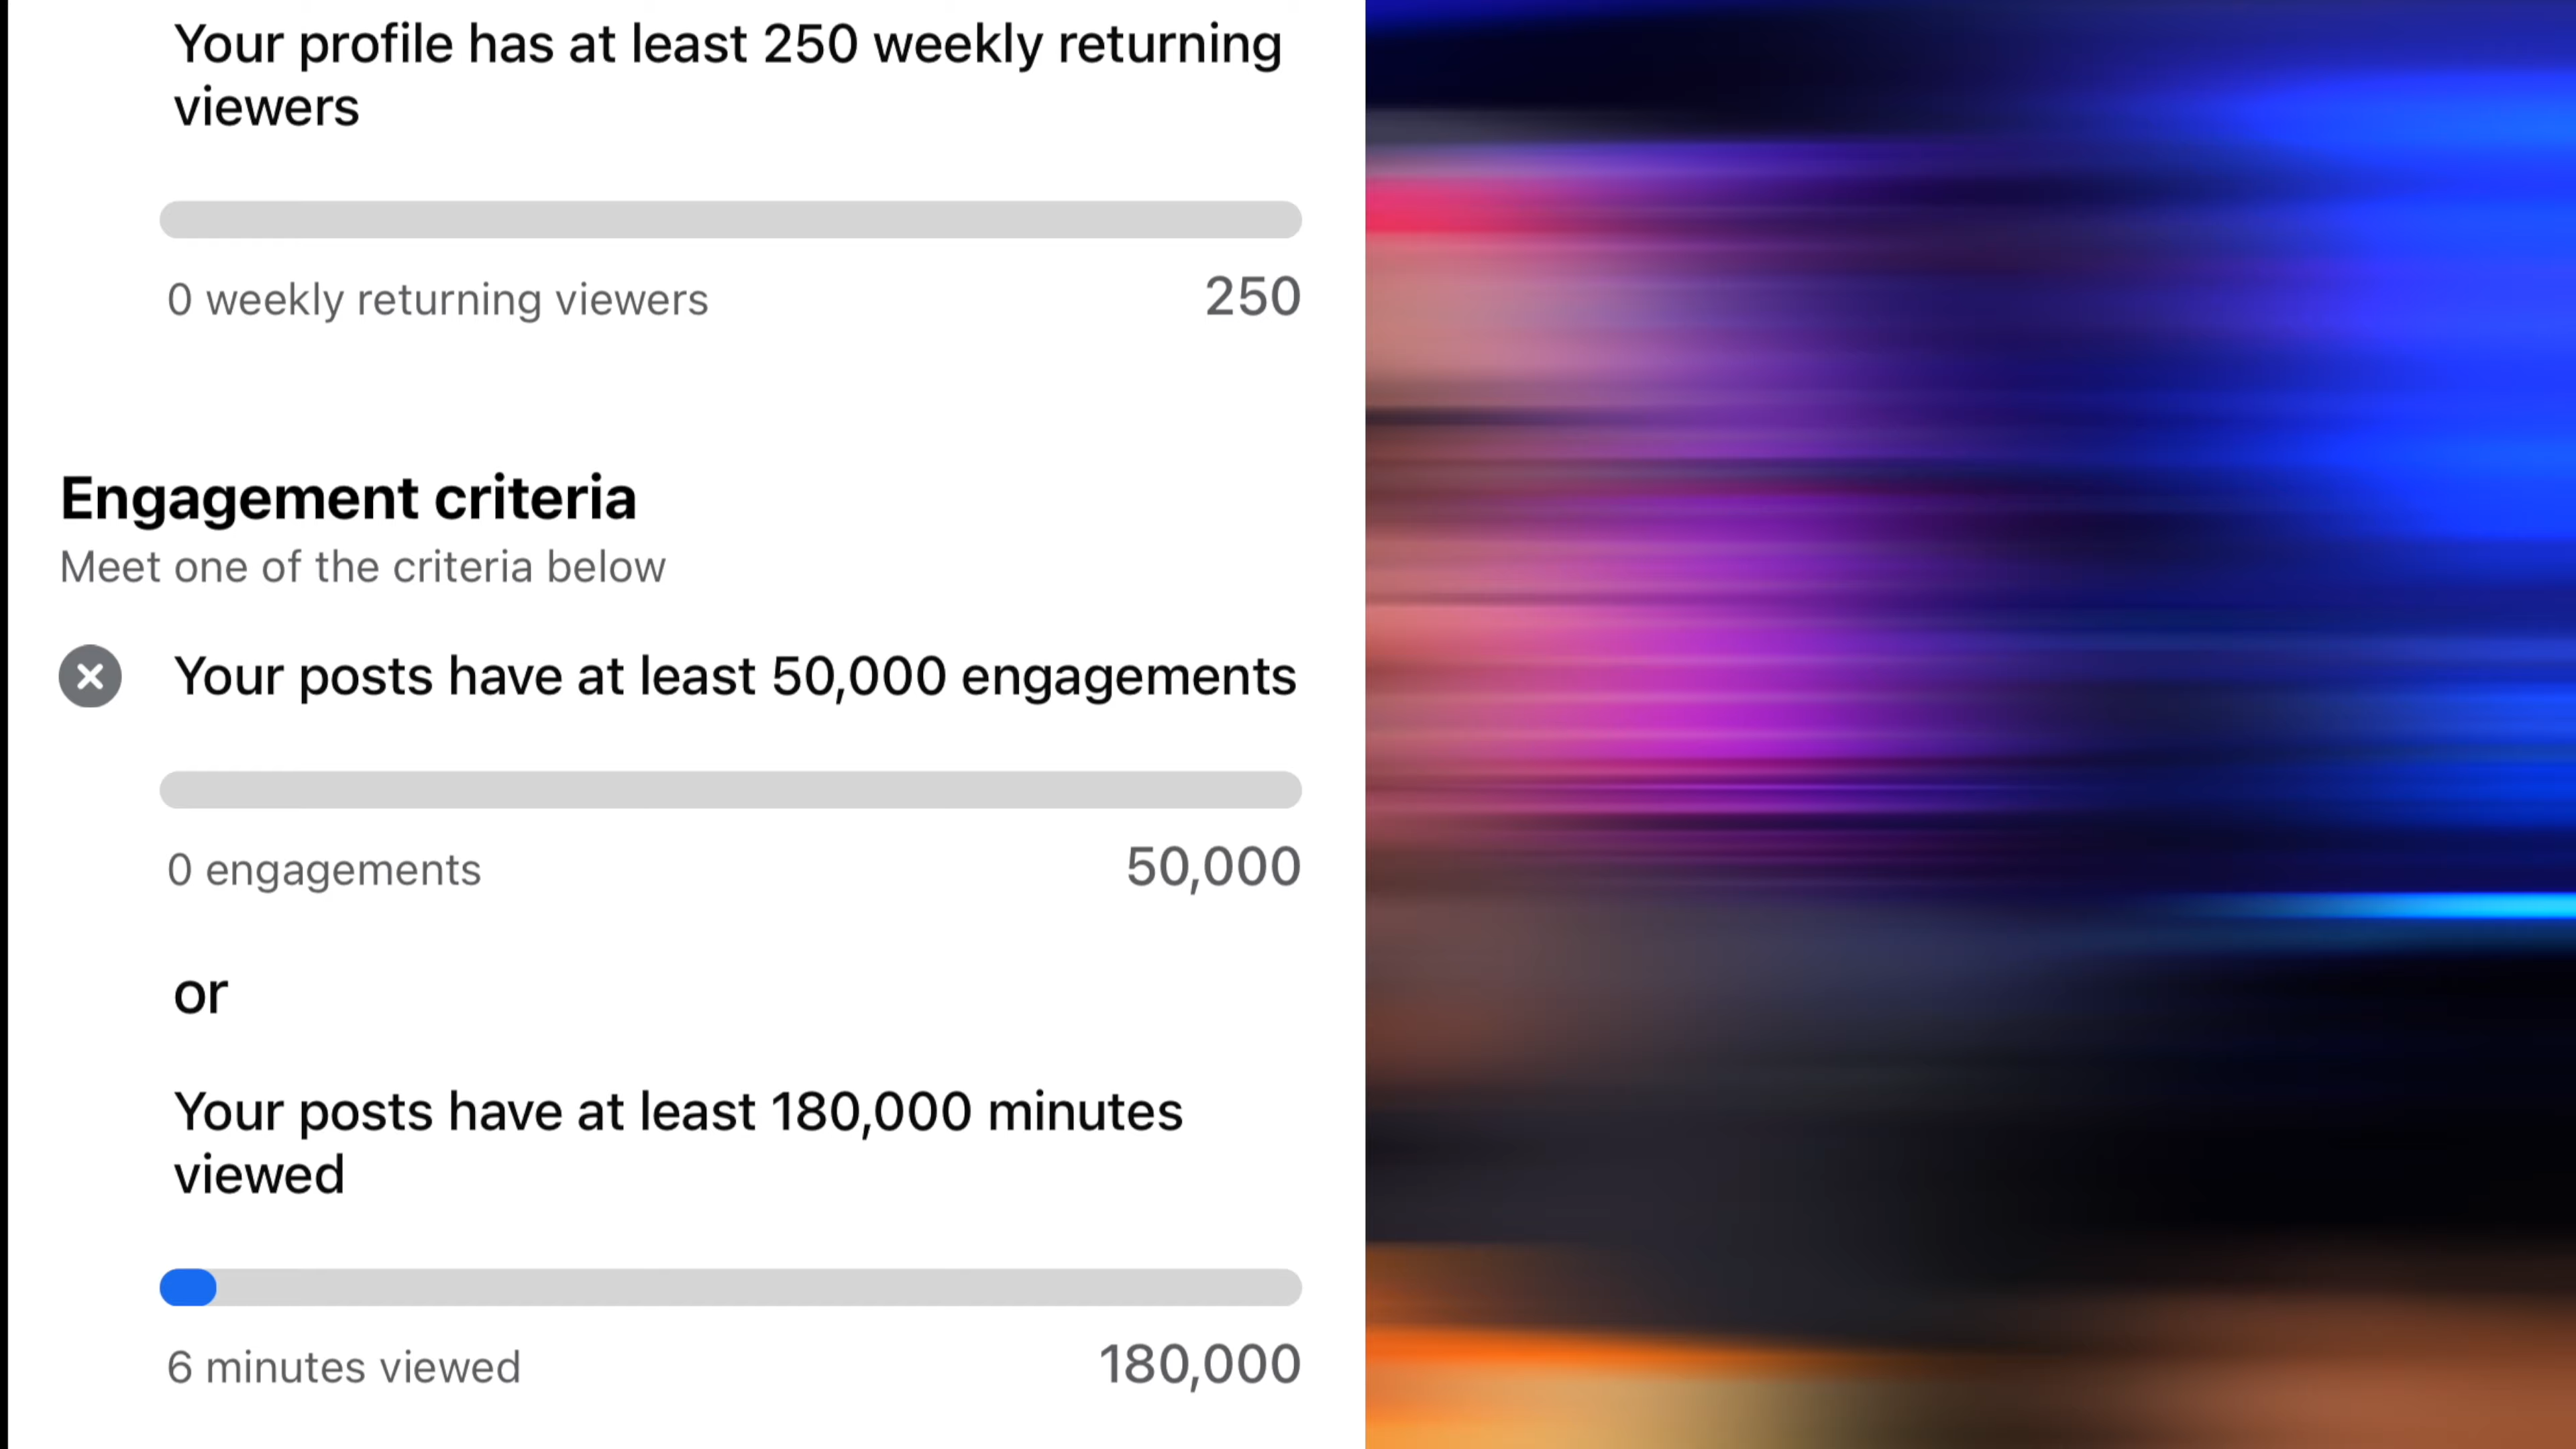 Your profile has at least 250 weekly returning
viewers
0 weekly returning viewers 250
Engagement criteria
Meet one of the criteria below
Your posts have at least 50,000 engagements
0 engagements 50,000
or
Your posts have at least 180,000 minutes
viewed
6 minutes viewed 180,000